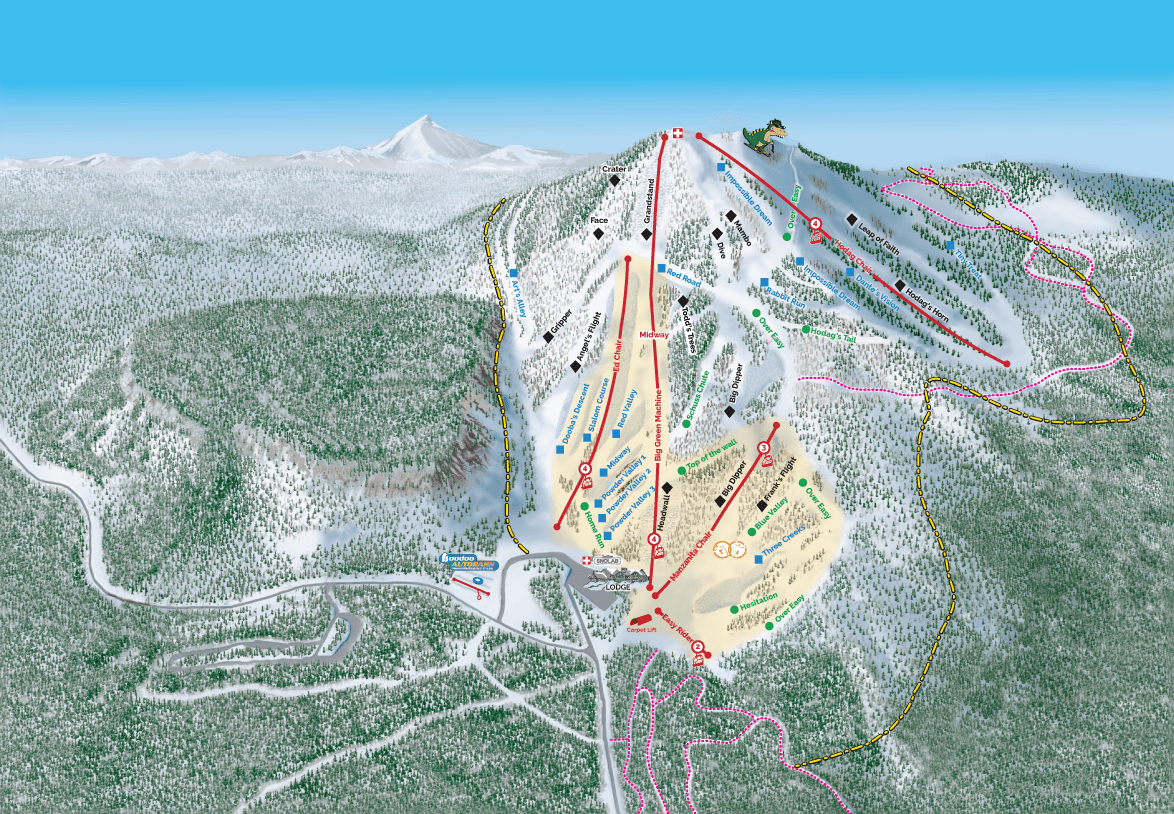 Crater
Grandstand
Face
Impossible Dream
Over Easy
Mambo
Dive
4
Hodag Chair
Leap of Faith
Art's Alley
Red Road
Rabbit Run
Impossible Dream
Dante's Vision
Hodag's Horn
Gripper
Angel's Flight
Ed Chair
Midway
Todd's Trees
Over Easy
Hodag's Tail
Dooba's Descent
Slalom Course
Red Valley
Big Green Machine
Schuss Chute
Big Dipper
4
Midway
Powder Valley 1
Powder Valley 2
Powder Valley 3
Top of the wall
3
Big Dipper
Frank's Flight
Over Easy
Headwall
Home Run
Blue Valley
4
Manzanita Chair
Three Creeks
hoodoo
AUTOBAHN
SNOLAB
LODGE
Hesitation
Over Easy
Carpet Lift
Easy Rider
2